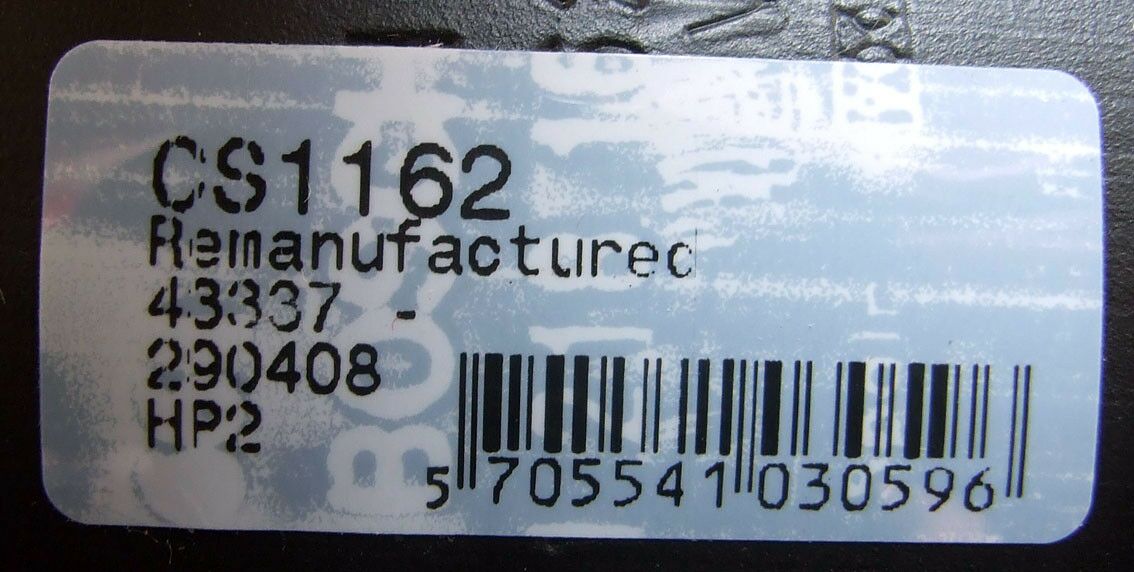 CS1162
Remanufactured
43337 -
290408
HP2
5 705541 030596